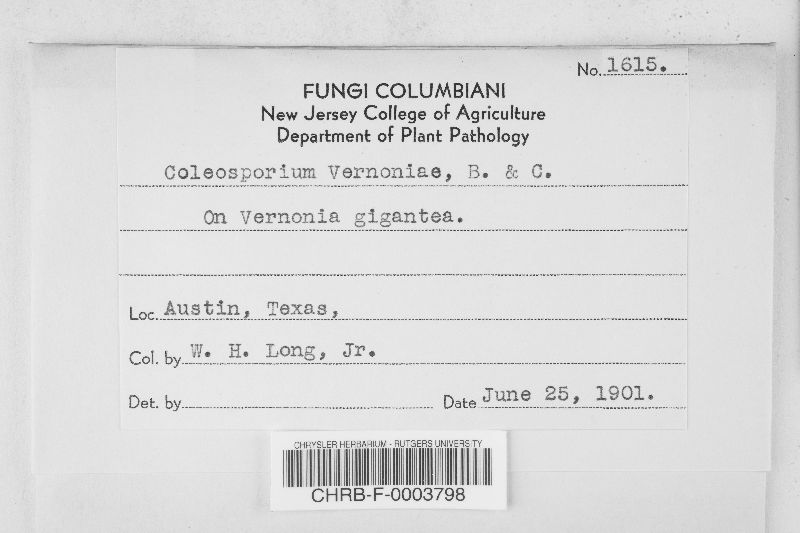 No. 1615.
FUNGI COLUMBIANI
New Jersey College of Agriculture
Department of Plant Pathology
Coleosporium Vernoniae, B. & C.
On Vernonia gigantea.
Loc. Austin, Texas,
Col. by W. H. Long, Jr.
Det. by Date June 25, 1901.
CHRYSLER HERBARIUM - RUTGERS UNIVERSITY
CHRB-F-0003798